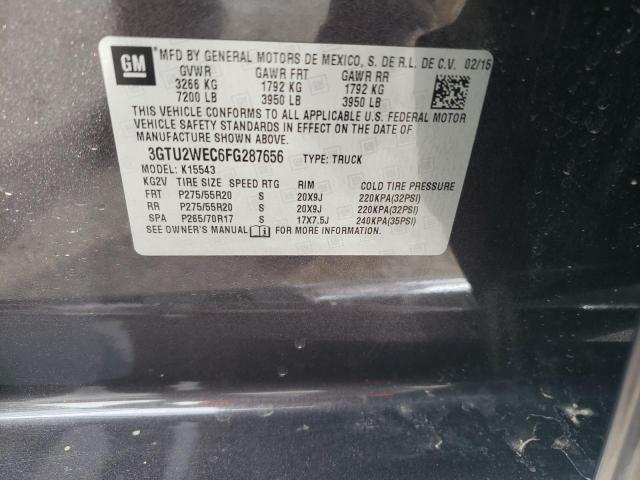 GM
MFD BY GENERAL MOTORS DE MEXICO, S. DE R.L. DE C.V. 02/15
GVWR GAWR FRT GAWR RR
3266 KG 1792 KG 1792 KG
7200 LB 3950 LB 3950 LB
THIS VEHICLE CONFORMS TO ALL APPLICABLE U.S. FEDERAL MOTOR
VEHICLE SAFETY STANDARDS IN EFFECT ON THE DATE OF
MANUFACTURE SHOWN ABOVE.
3GTU2WEC6FG287656 TYPE: TRUCK
MODEL: K15543
KG2V TIRE SIZE SPEED RTG RIM COLD TIRE PRESSURE
FRT P275/55R20 S 20X9J 220KPA(32PSI)
RR P275/55R20 S 20X9J 220KPA(32PSI)
SPA P265/70R17 S 17X7.5J 240KPA(35PSI)
SEE OWNER'S MANUAL FOR MORE INFORMATION